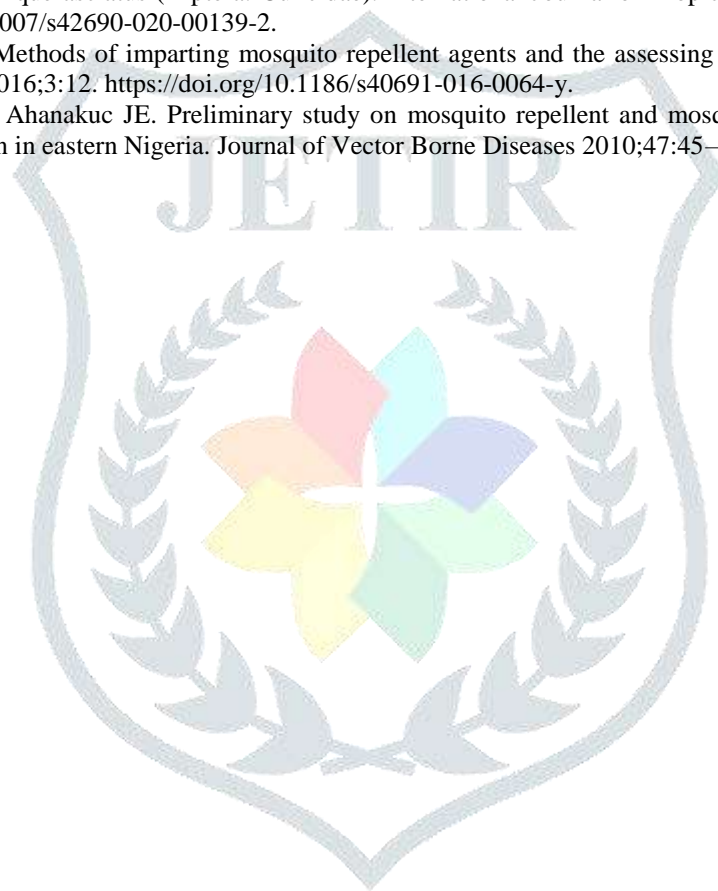 007/s42690-020-00139-2.
Methods of imparting mosquito repellent agents and the assessing
016;3:12. https://doi.org/10.1186/s40691-016-0064-y.
Ahanakuc JE. Preliminary study on mosquito repellent and mosq
in eastern Nigeria. Journal of Vector Borne Diseases 2010;47:45–
JETIR